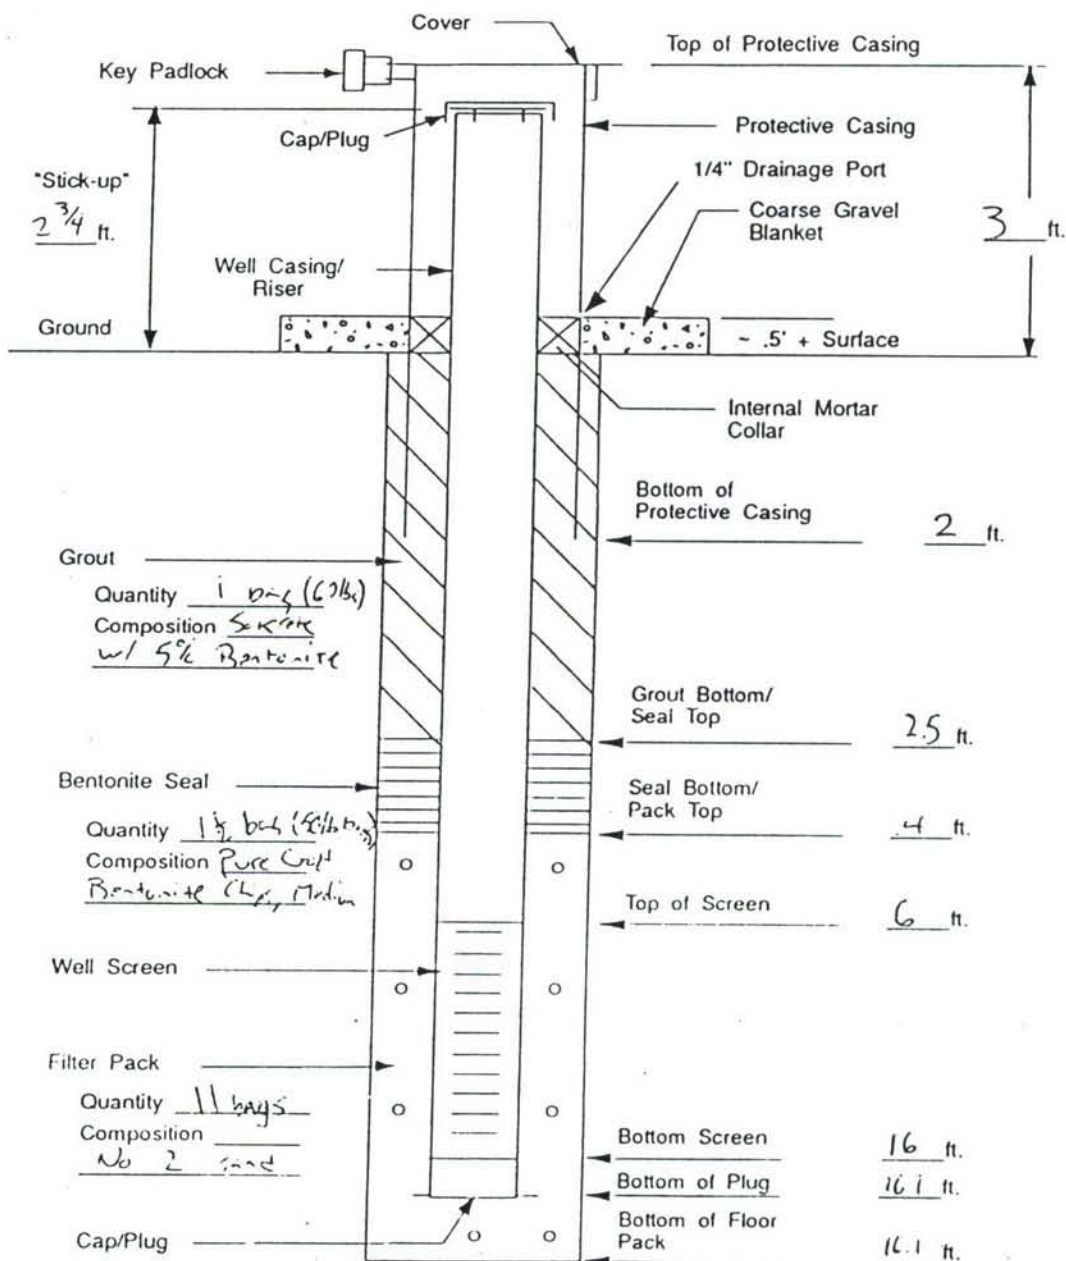 Cover
Top of Protective Casing
Key Padlock
Cap/Plug
Protective Casing
1/4" Drainage Port
"Stick-up"
2 3/4 ft.
Coarse Gravel
Blanket
3 ft.
Well Casing/
Riser
Ground
~ .5' + Surface
Internal Mortar
Collar
Bottom of
Protective Casing
2 ft.
Grout
Quantity 1 bag (60lbs)
Composition Sakrete
w/ 5% Bentonite
Grout Bottom/
Seal Top
2.5 ft.
Bentonite Seal
Seal Bottom/
Pack Top
4 ft.
Quantity
Composition Pure Gold
Bentonite Chips, Medium
Top of Screen
6 ft.
Well Screen
Filter Pack
Quantity 11 bags
Composition
No 2 sand
Bottom Screen
16 ft.
Bottom of Plug
16.1 ft.
Bottom of Floor
Pack
16.1 ft.
Cap/Plug